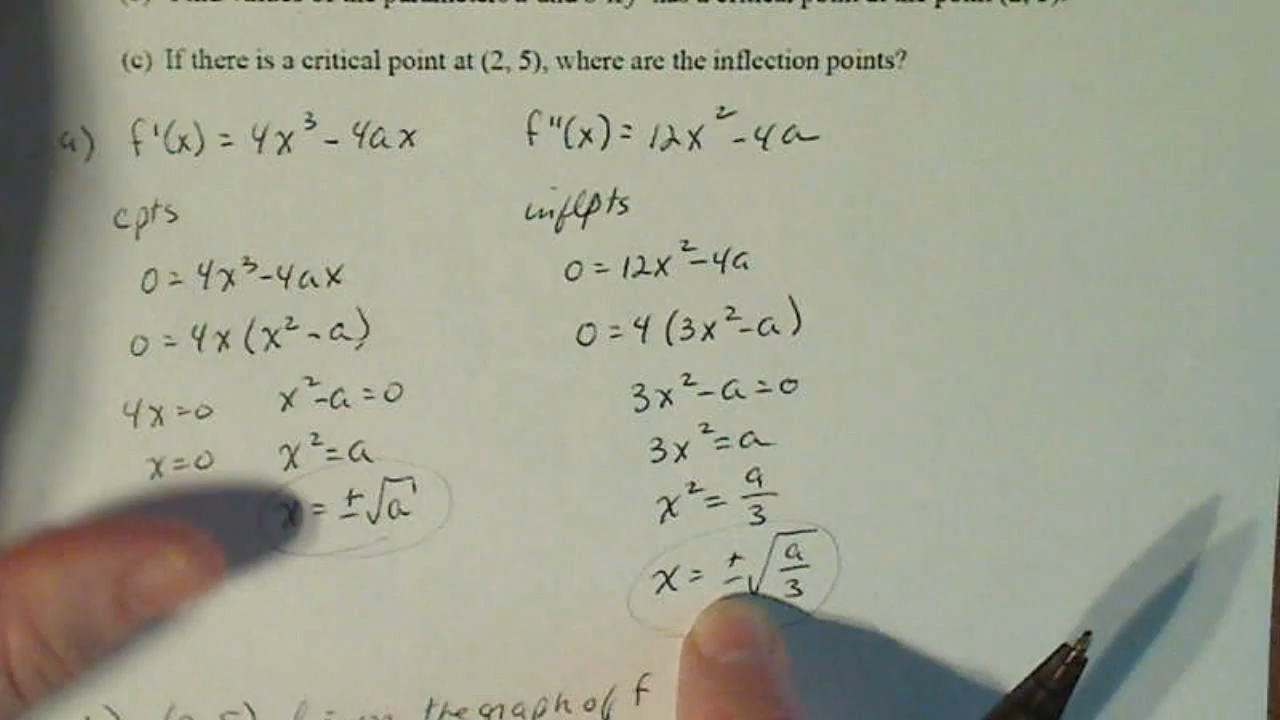 (c) If there is a critical point at (2, 5), where are the inflection points?
a) f'(x) = 4x³ - 4ax
f"(x) = 12x² - 4a
cpts
inflpts
0 = 4x³ - 4ax
0 = 12x² - 4a
0 = 4x(x² - a)
0 = 4(3x² - a)
4x = 0
x² - a = 0
3x² - a = 0
x = 0
x² = a
3x² = a
x = ±√a
x² = a/3
x = ±√(a/3)
the graph of f